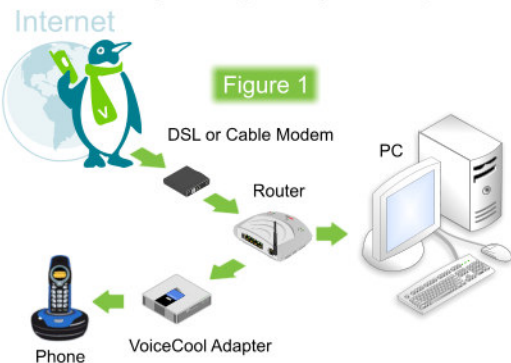 Internet
Figure 1
V
DSL or Cable Modem
PC
Router
VoiceCool Adapter
Phone